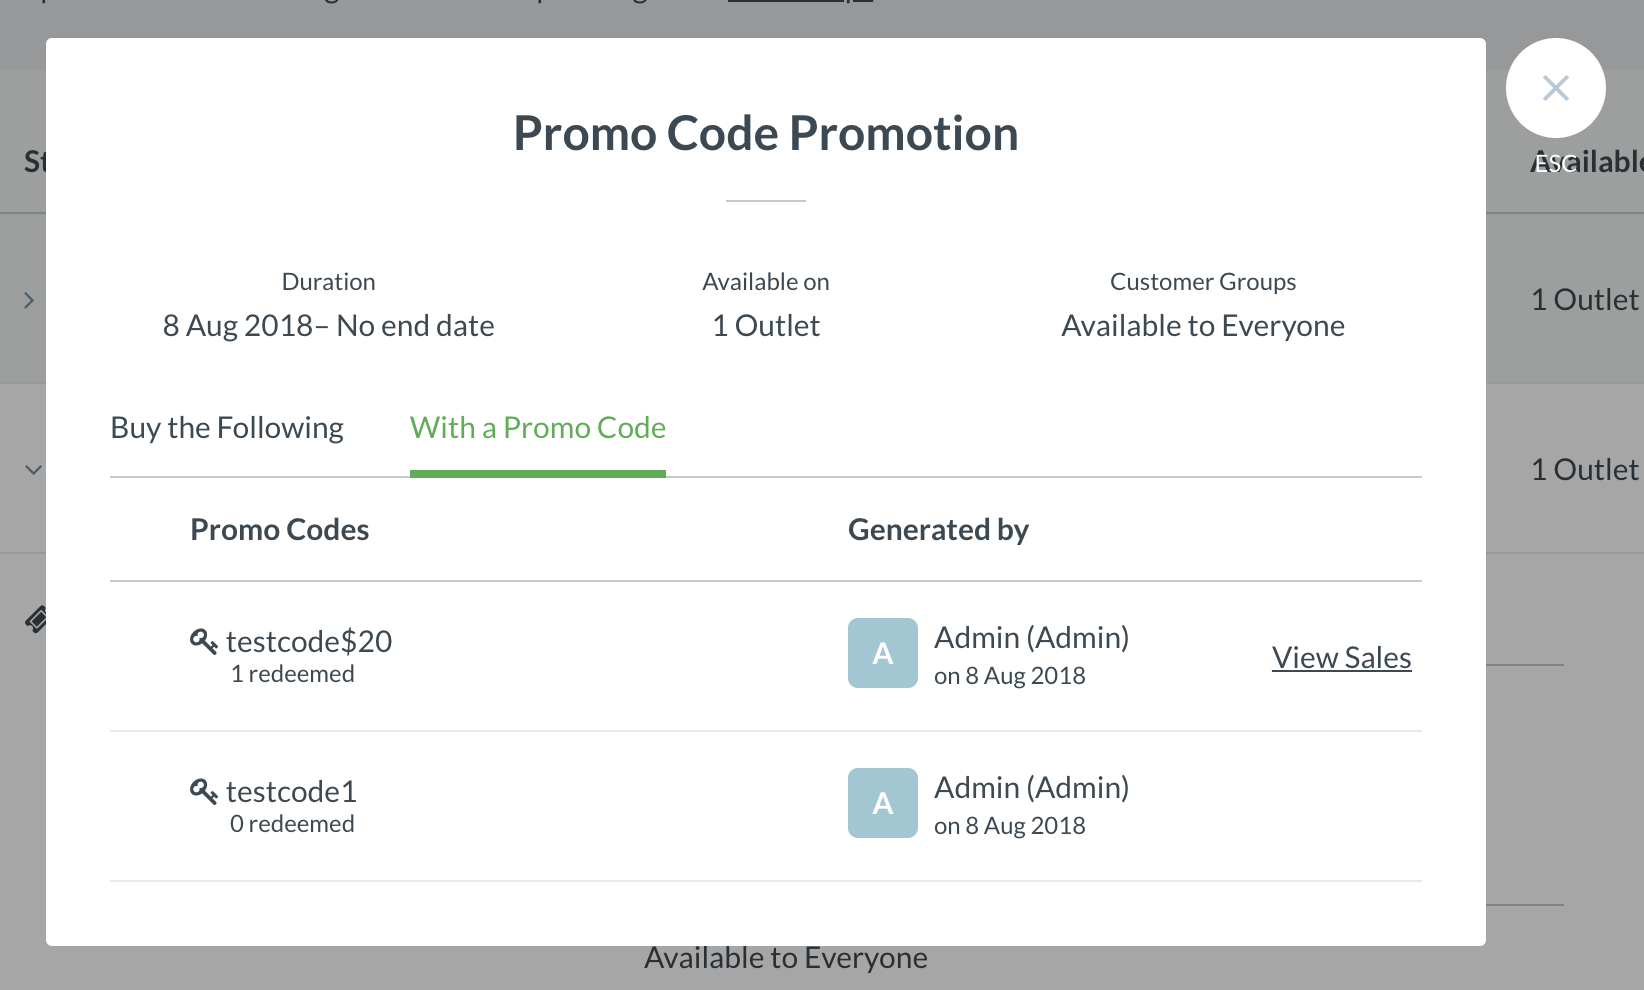 Promo Code Promotion
ESC
Duration
8 Aug 2018– No end date
Available on
1 Outlet
Customer Groups
Available to Everyone
1 Outlet
Buy the Following
With a Promo Code
1 Outlet
Promo Codes
Generated by
testcode$20
1 redeemed
A
Admin (Admin)
on 8 Aug 2018
View Sales
testcode1
0 redeemed
A
Admin (Admin)
on 8 Aug 2018
Available to Everyone